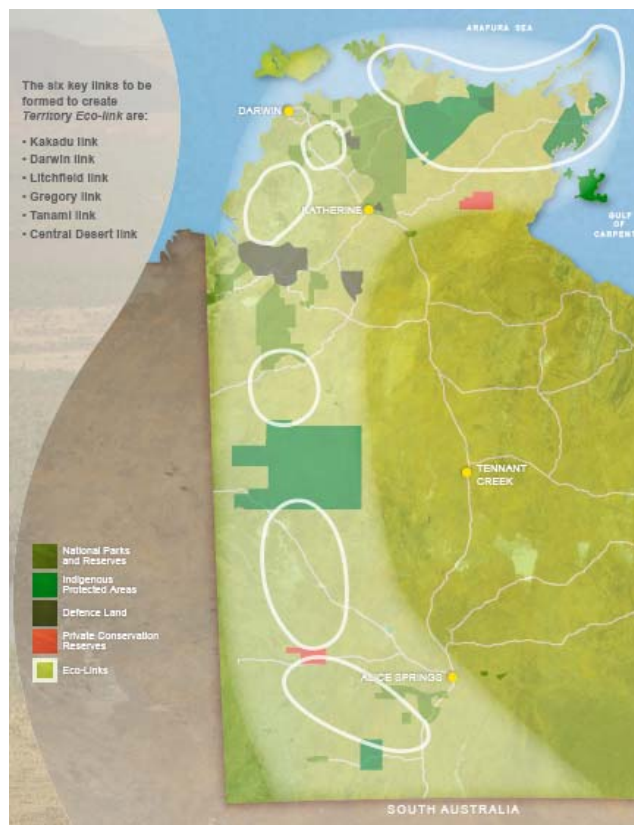 ARAFURA SEA
The six key links to be
formed to create
Territory Eco-link are:
• Kakadu link
• Darwin link
• Litchfield link
• Gregory link
• Tanami link
• Central Desert link
DARWIN
KATHERINE
GULF
OF
CARPENT
TENNANT
CREEK
National Parks
and Reserves
Indigenous
Protected Areas
Defence Land
Private Conservation
Reserves
Eco-Links
ALICE SPRINGS
SOUTH AUSTRALIA